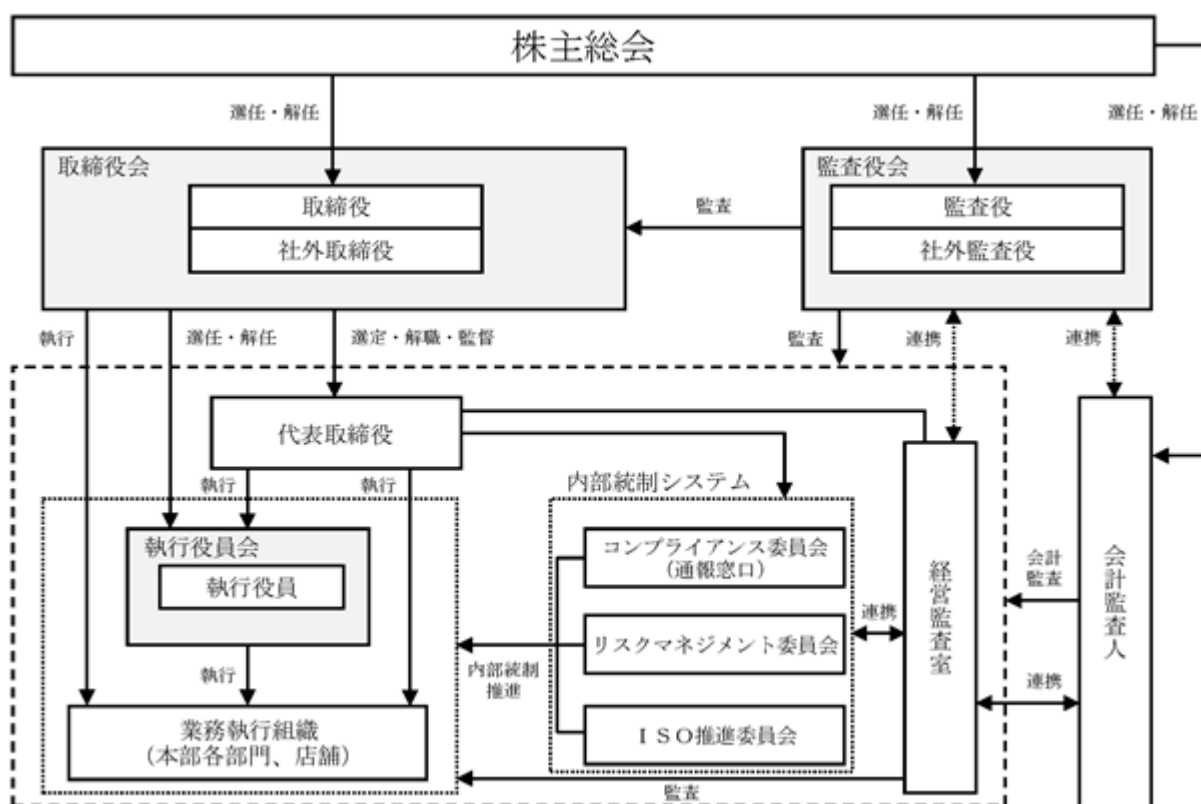 株主総会
選任・解任
選任・解任
選任・解任
取締役会
取締役
社外取締役
監査
監査役会
監査役
社外監査役
執行
選任・解任
選定・解職・監督
監査
連携
連携
代表取締役
執行
執行
内部統制システム
執行役員会
執行役員
コンプライアンス委員会
(通報窓口)
リスクマネジメント委員会
ＩＳＯ推進委員会
連携
経営監査室
会計
監査
会計監査人
連携
執行
内部統制
推進
業務執行組織
(本部各部門、店舗)
監査